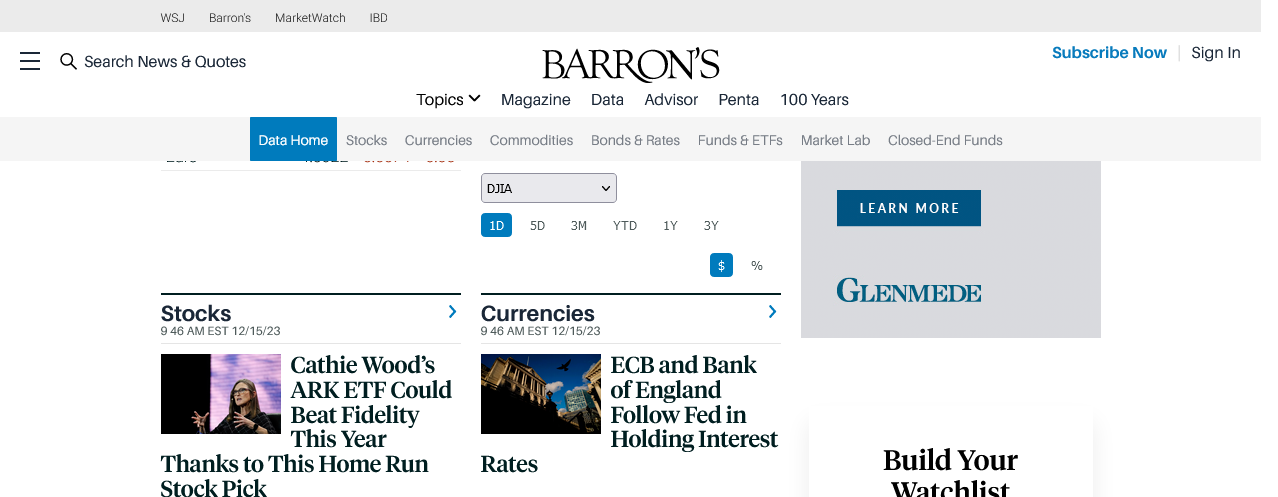 WSJ Barron's MarketWatch IBD
Search News & Quotes
BARRON'S
Subscribe Now
Sign In
Topics Magazine Data Advisor Penta 100 Years
Data Home Stocks Currencies Commodities Bonds & Rates Funds & ETFs Market Lab Closed-End Funds
DJIA
1D 5D 3M YTD 1Y 3Y
$ %
LEARN MORE
GLENMEDE
Stocks
9 46 AM EST 12/15/23
Cathie Wood's
ARK ETF Could
Beat Fidelity
This Year
Thanks to This Home Run
Stock Pick
Currencies
9 46 AM EST 12/15/23
ECB and Bank
of England
Follow Fed in
Holding Interest
Rates
Build Your
Watchlist